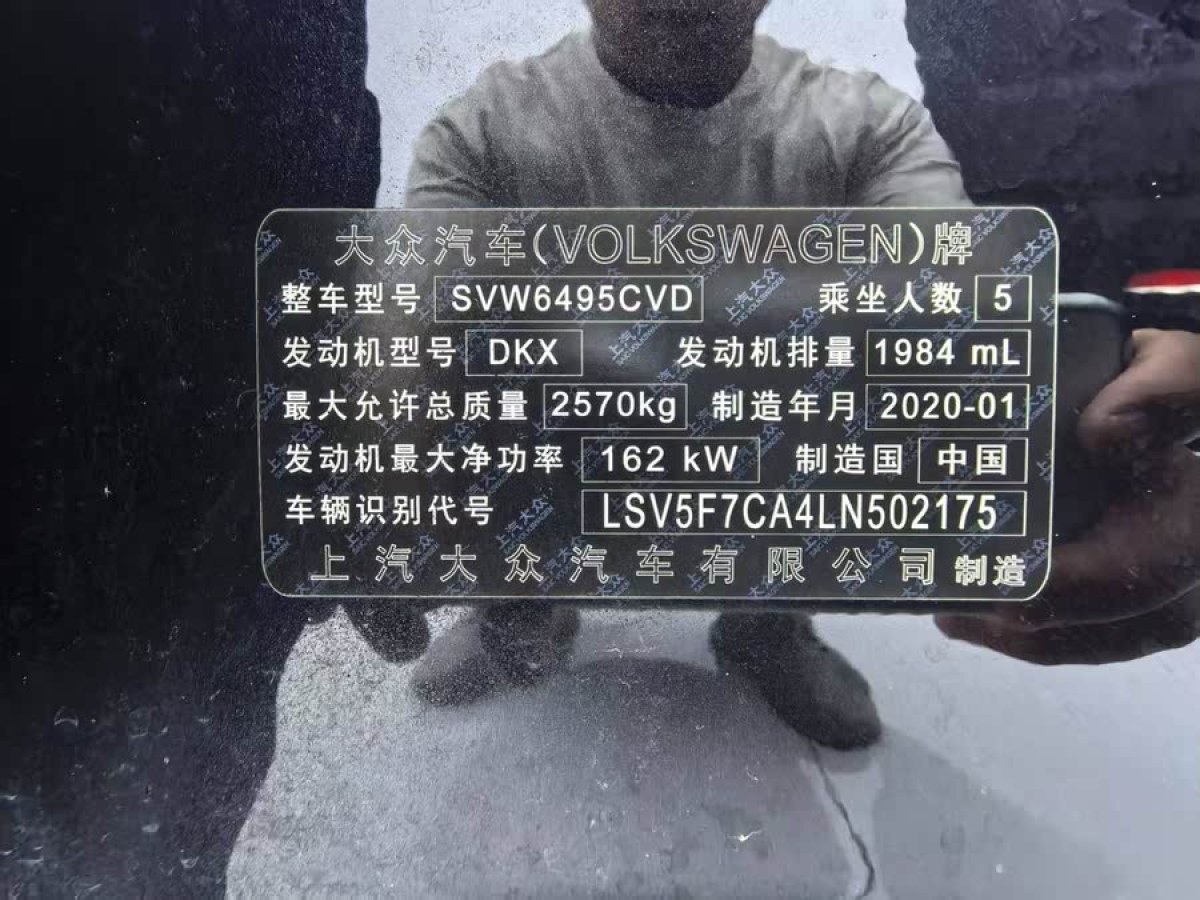 大众汽车(VOLKSWAGEN)牌
整车型号 SVW6495CVD 乘坐人数 5
发动机型号 DKX 发动机排量 1984 mL
最大允许总质量 2570kg 制造年月 2020-01
发动机最大净功率 162 kW 制造国 中国
车辆识别代号 LSV5F7CA4LN502175
上汽大众汽车有限公司 制造